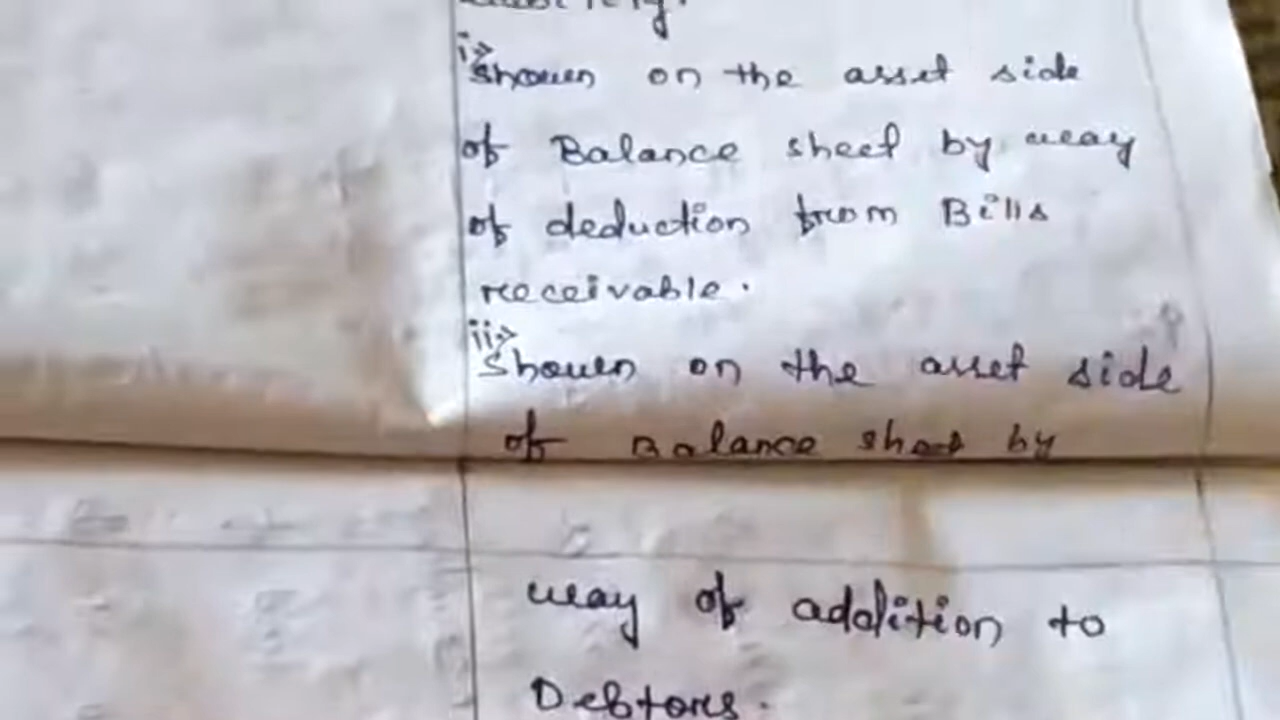 i>
shown on the asset side
of Balance sheet by way
of deduction from Bills
receivable.
ii>
Shown on the asset side
of Balance sheet by
way of addition to
Debtors.